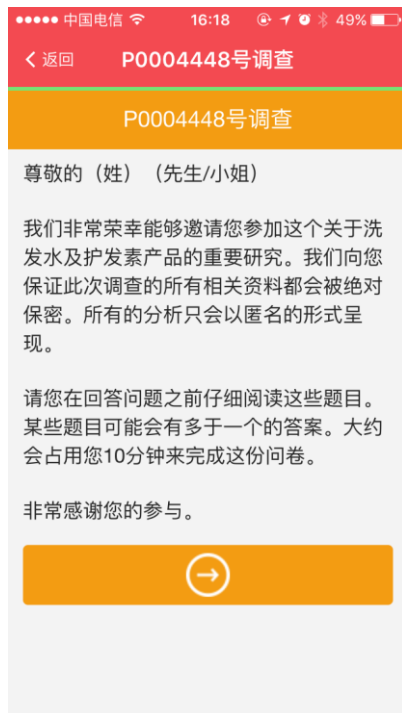 中国电信 16:18 49%
返回 P0004448号调查
P0004448号调查
尊敬的（姓）（先生/小姐）
我们非常荣幸能够邀请您参加这个关于洗
发水及护发素产品的重要研究。我们向您
保证此次调查的所有相关资料都会被绝对
保密。所有的分析只会以匿名的形式呈
现。
请您在回答问题之前仔细阅读这些题目。
某些题目可能会有多于一个的答案。大约
会占用您10分钟来完成这份问卷。
非常感谢您的参与。